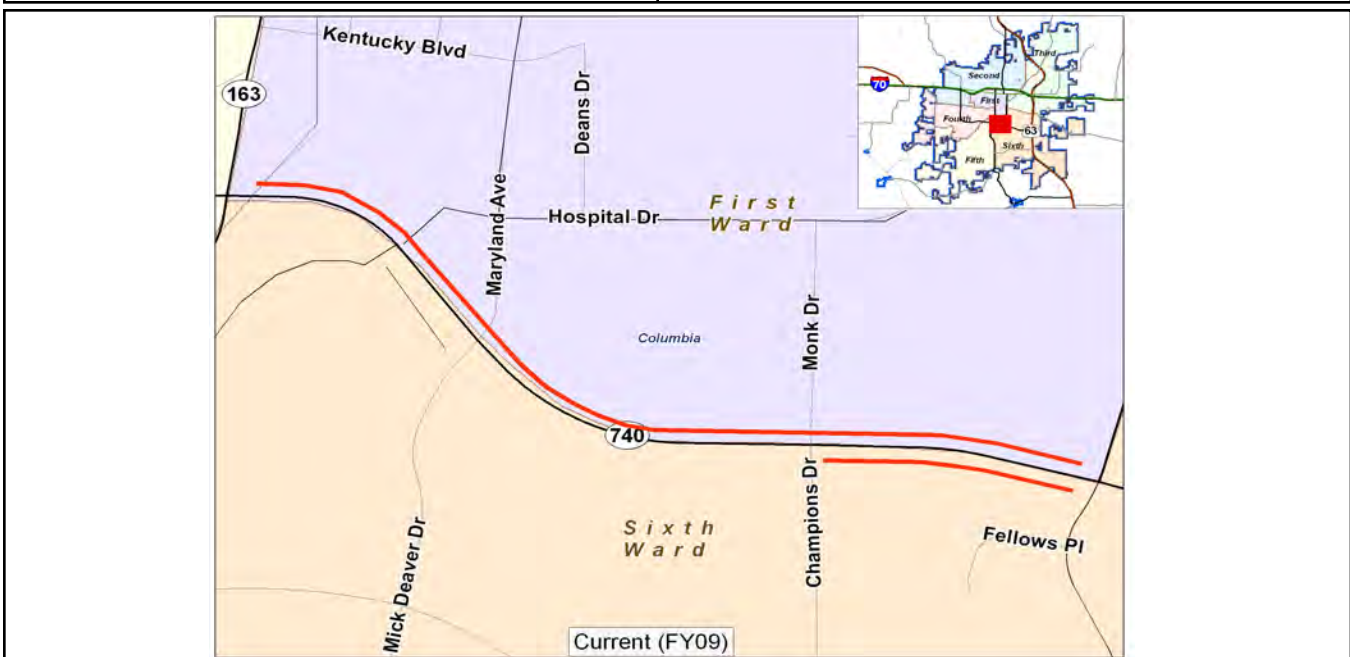 Kentucky Blvd
163
Deans Dr
Maryland Ave
Hospital Dr
First
Ward
Monk Dr
Columbia
740
Champions Dr
Sixth
Ward
Fellows Pl
Mick Deaver Dr
Current (FY09)
Third
Second
70
First
Fourth
63
Sixth
Fifth